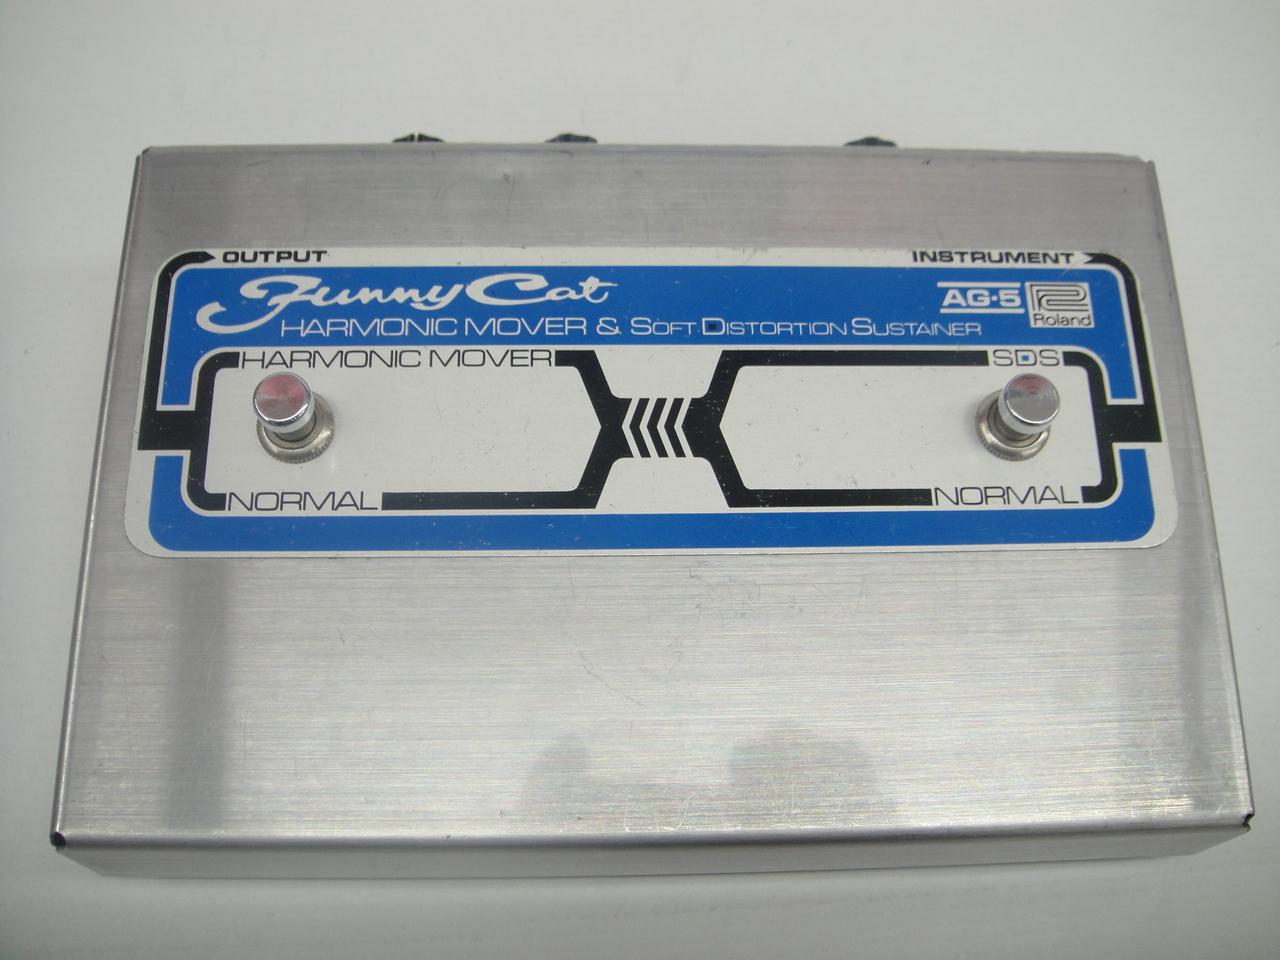 OUTPUT
INSTRUMENT
Funny Cat
AG-5
Roland
HARMONIC MOVER & SOFT DISTORTION SUSTAINER
HARMONIC MOVER
SDS
NORMAL
NORMAL